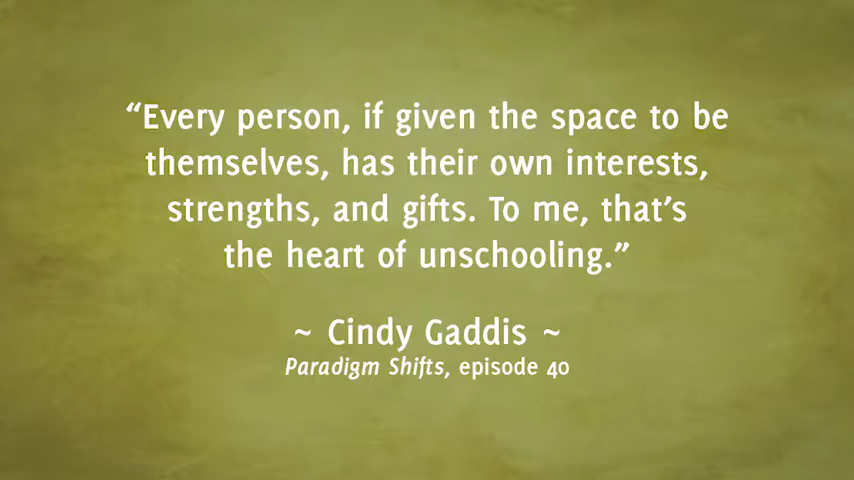 “Every person, if given the space to be
themselves, has their own interests,
strengths, and gifts. To me, that’s
the heart of unschooling.”
~ Cindy Gaddis ~
Paradigm Shifts, episode 40